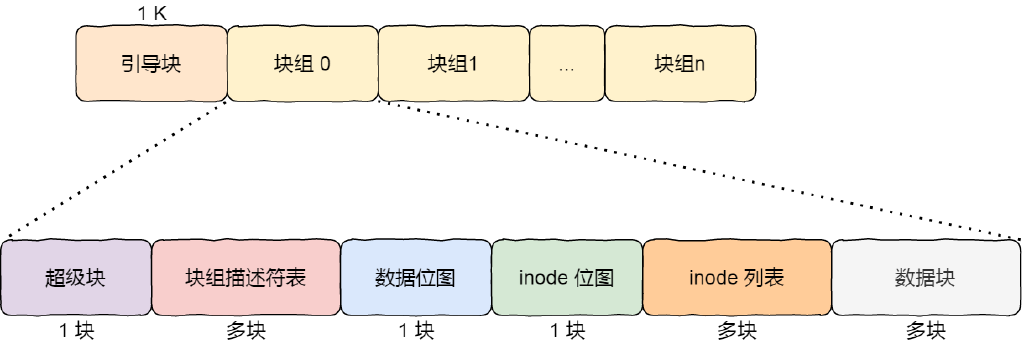 1 K
引导块
块组 0
块组1
...
块组n
超级块
块组描述符表
数据位图
inode 位图
inode 列表
数据块
1 块
多块
1 块
1 块
多块
多块